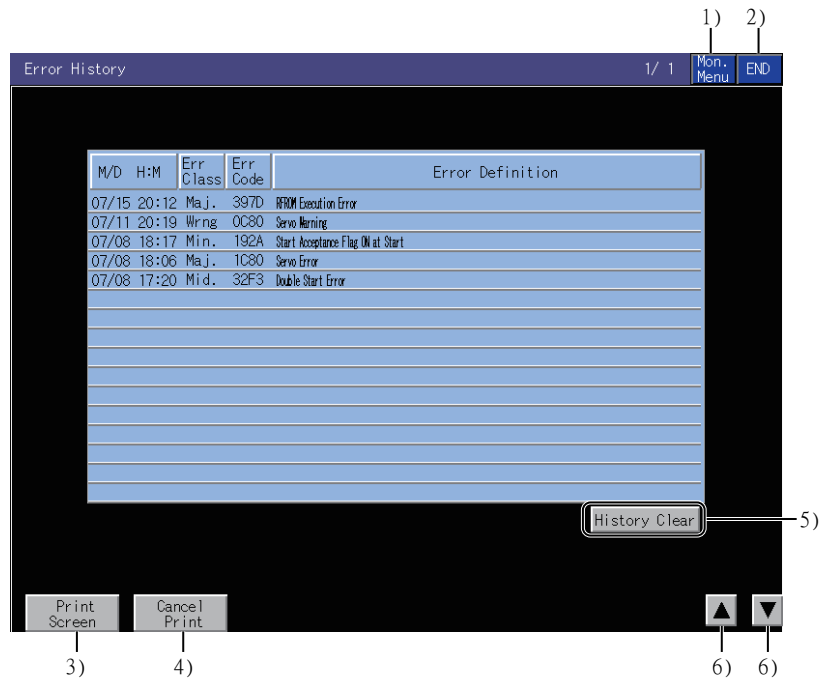 1) 2)
Error History 1/ 1 Mon. Menu END
M/D H:M Err Class Err Code Error Definition
07/15 20:12 Maj. 397D RFROM Execution Error
07/11 20:19 Wrng 0C80 Servo Warning
07/08 18:17 Min. 192A Start Acceptance Flag ON at Start
07/08 18:06 Maj. 1C80 Servo Error
07/08 17:20 Mid. 32F3 Double Start Error
History Clear 5)
Print Screen Cancel Print ▲ ▼
3) 4) 6) 6)